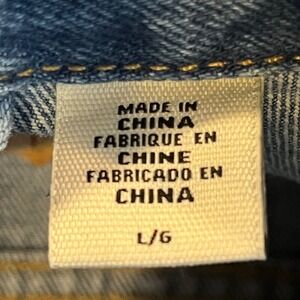 MADE IN
CHINA
FABRIQUE EN
CHINE
FABRICADO EN
CHINA
L/G